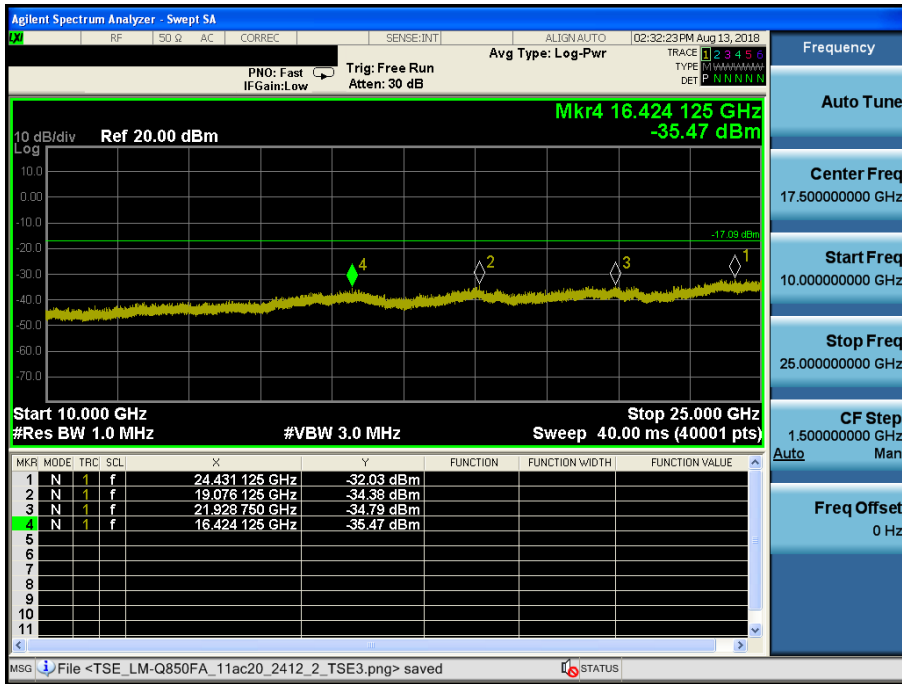 Agilent Spectrum Analyzer - Swept SA
LXI RF 50 Ω AC CORREC SENSE:INT ALIGN AUTO 02:32:23 PM Aug 13, 2018
Frequency
Avg Type: Log-Pwr TRACE 1 2 3 4 5 6
PNO: Fast Trig: Free Run TYPE M WWWWW
IFGain:Low Atten: 30 dB DET P N N N N N
Auto Tune
Mkr4 16.424 125 GHz
-35.47 dBm
10 dB/div Ref 20.00 dBm
Log
10.0
0.00
-10.0
-20.0
-30.0
-40.0
-50.0
-60.0
-70.0
-17.09 dBm
4 2 3 1
Center Freq
17.500000000 GHz
Start Freq
10.000000000 GHz
Stop Freq
25.000000000 GHz
Start 10.000 GHz Stop 25.000 GHz
#Res BW 1.0 MHz #VBW 3.0 MHz Sweep 40.00 ms (40001 pts)
CF Step
1.500000000 GHz
Auto Man
MKR MODE TRC SCL X Y FUNCTION FUNCTION WIDTH FUNCTION VALUE
1 N 1 f 24.431 125 GHz -32.03 dBm
2 N 1 f 19.076 125 GHz -34.38 dBm
3 N 1 f 21.928 750 GHz -34.79 dBm
4 N 1 f 16.424 125 GHz -35.47 dBm
5
6
7
8
9
10
11
Freq Offset
0 Hz
MSG File <TSE_LM-Q850FA_11ac20_2412_2_TSE3.png> saved STATUS